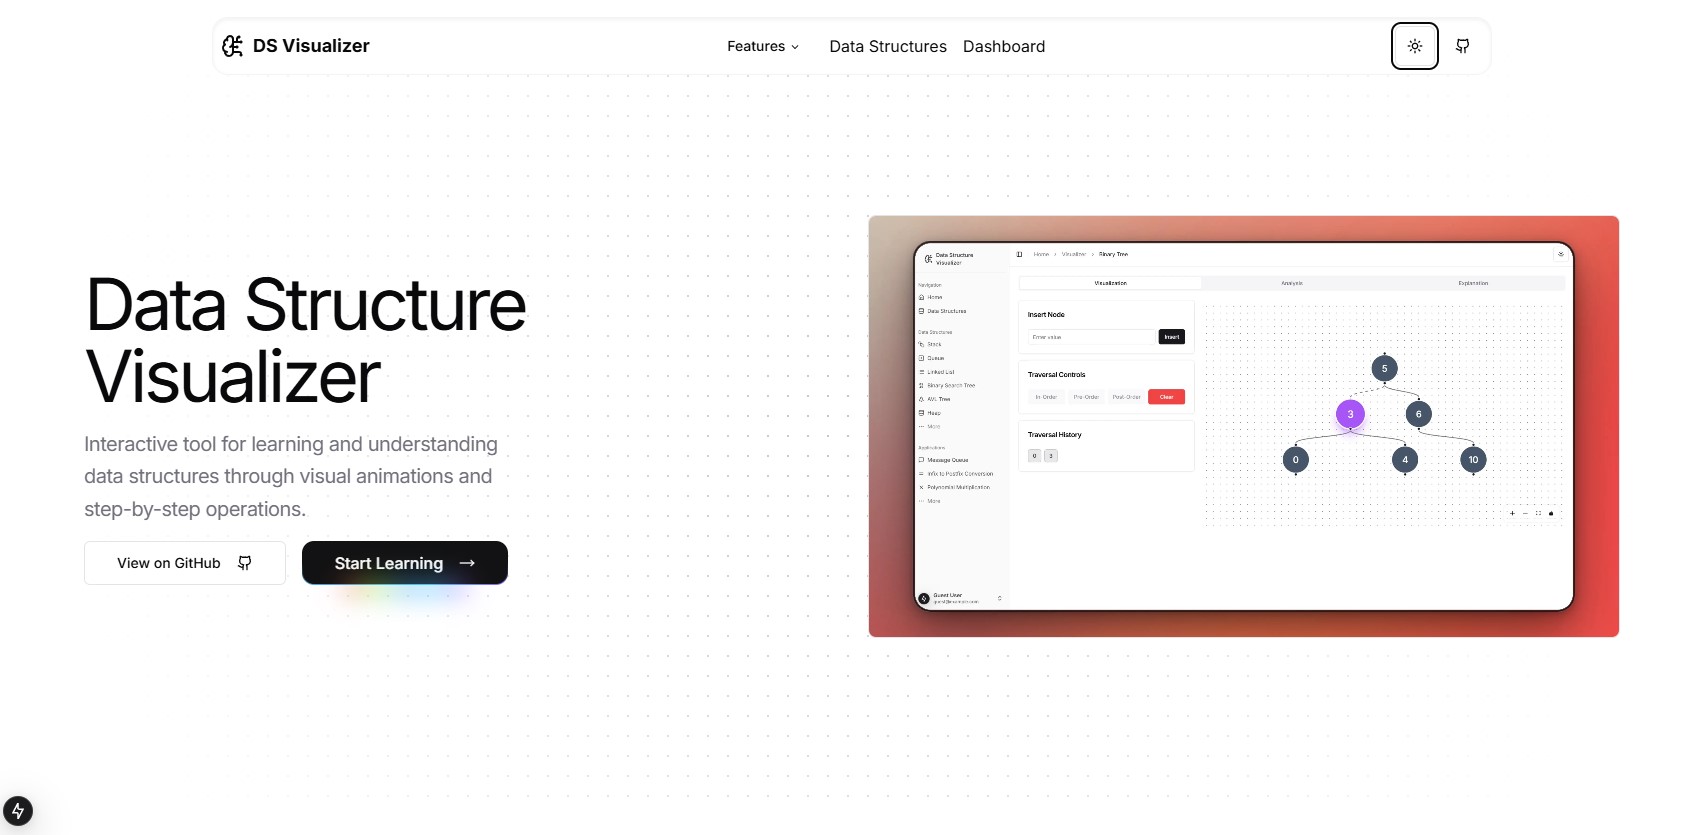 DS Visualizer
Features
Data Structures
Dashboard
Data Structure
Visualizer
Interactive tool for learning and understanding
data structures through visual animations and
step-by-step operations.
View on GitHub
Start Learning
Data Structure
Visualizer
Navigation
Home
Data Structures
Data Structures
Stack
Queue
Linked List
Binary Search Tree
AVL Tree
Heap
More
Applications
Message Queue
Infix to Postfix Conversion
Polynomial Multiplication
More
Guest User
guest@example.com
Home
Visualizer
Binary Tree
Visualization
Analysis
Explanation
Insert Node
Enter value
Insert
Traversal Controls
In-Order
Pre-Order
Post-Order
Clear
Traversal History
0
3
5
3
6
0
4
10